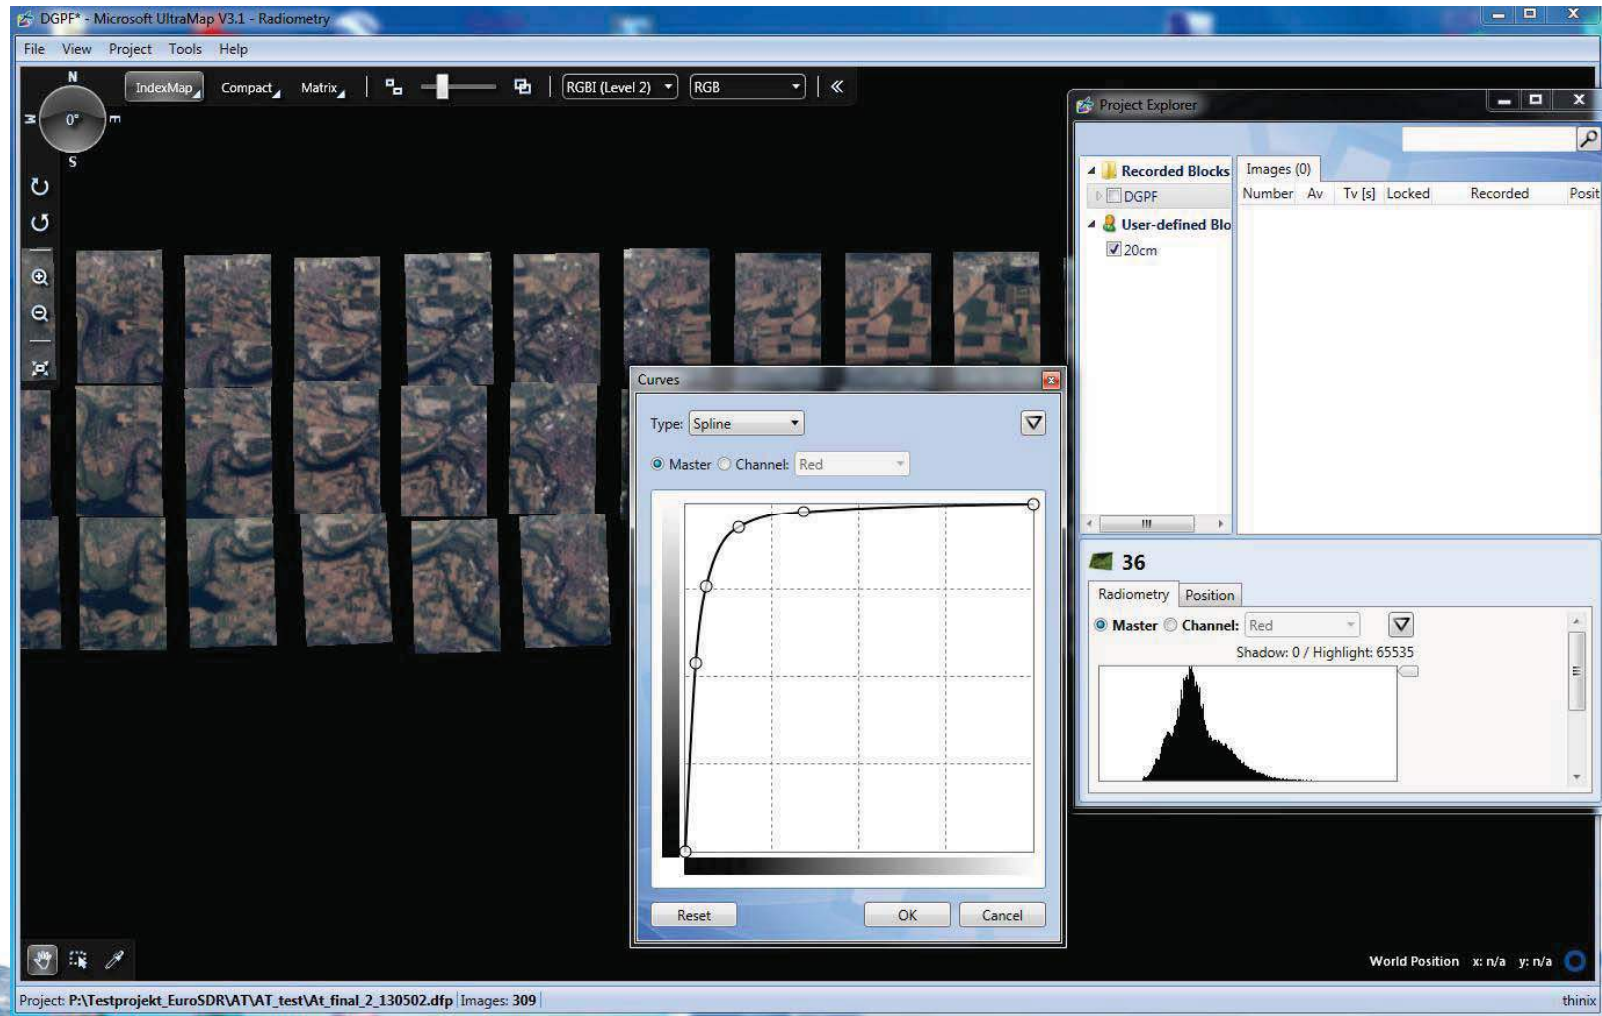 DGPF* - Microsoft UltraMap V3.1 - Radiometry
File View Project Tools Help
N
W 0° E
S
IndexMap Compact Matrix RGBI (Level 2) RGB «
Project Explorer
Recorded Blocks
DGPF
User-defined Blo
20cm
Images (0)
Number Av Tv [s] Locked Recorded Posit
36
Radiometry Position
Master Channel: Red
Shadow: 0 / Highlight: 65535
Curves
Type: Spline
Master Channel: Red
Reset OK Cancel
World Position x: n/a y: n/a
Project: P:\Testprojekt_EuroSDR\AT\AT_test\At_final_2_130502.dfp Images: 309
thinix